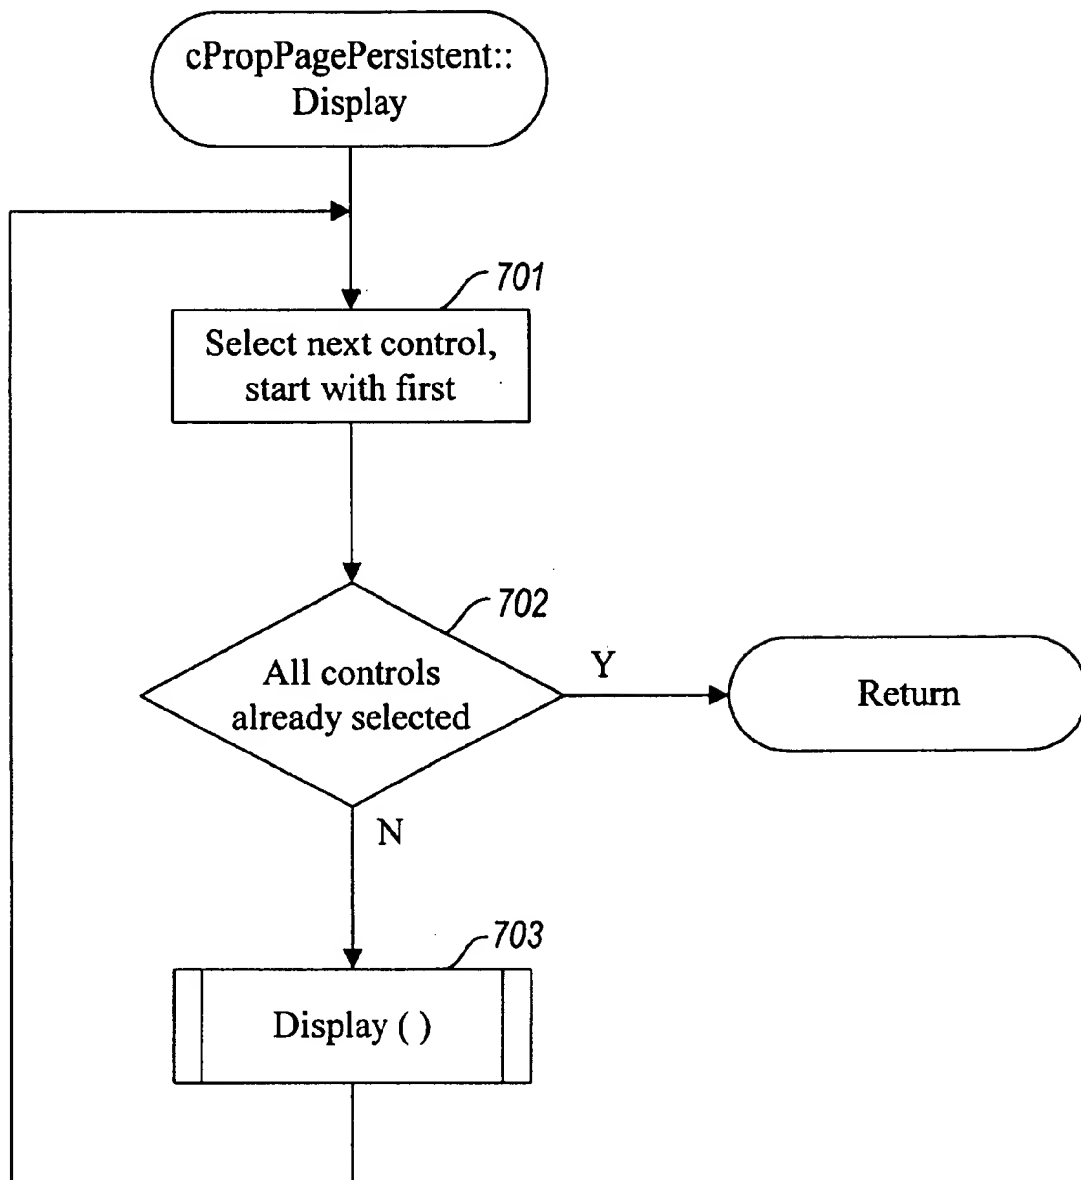 cPropPagePersistent::
Display
701
Select next control,
start with first
702
All controls
already selected
Y
Return
N
703
Display ( )